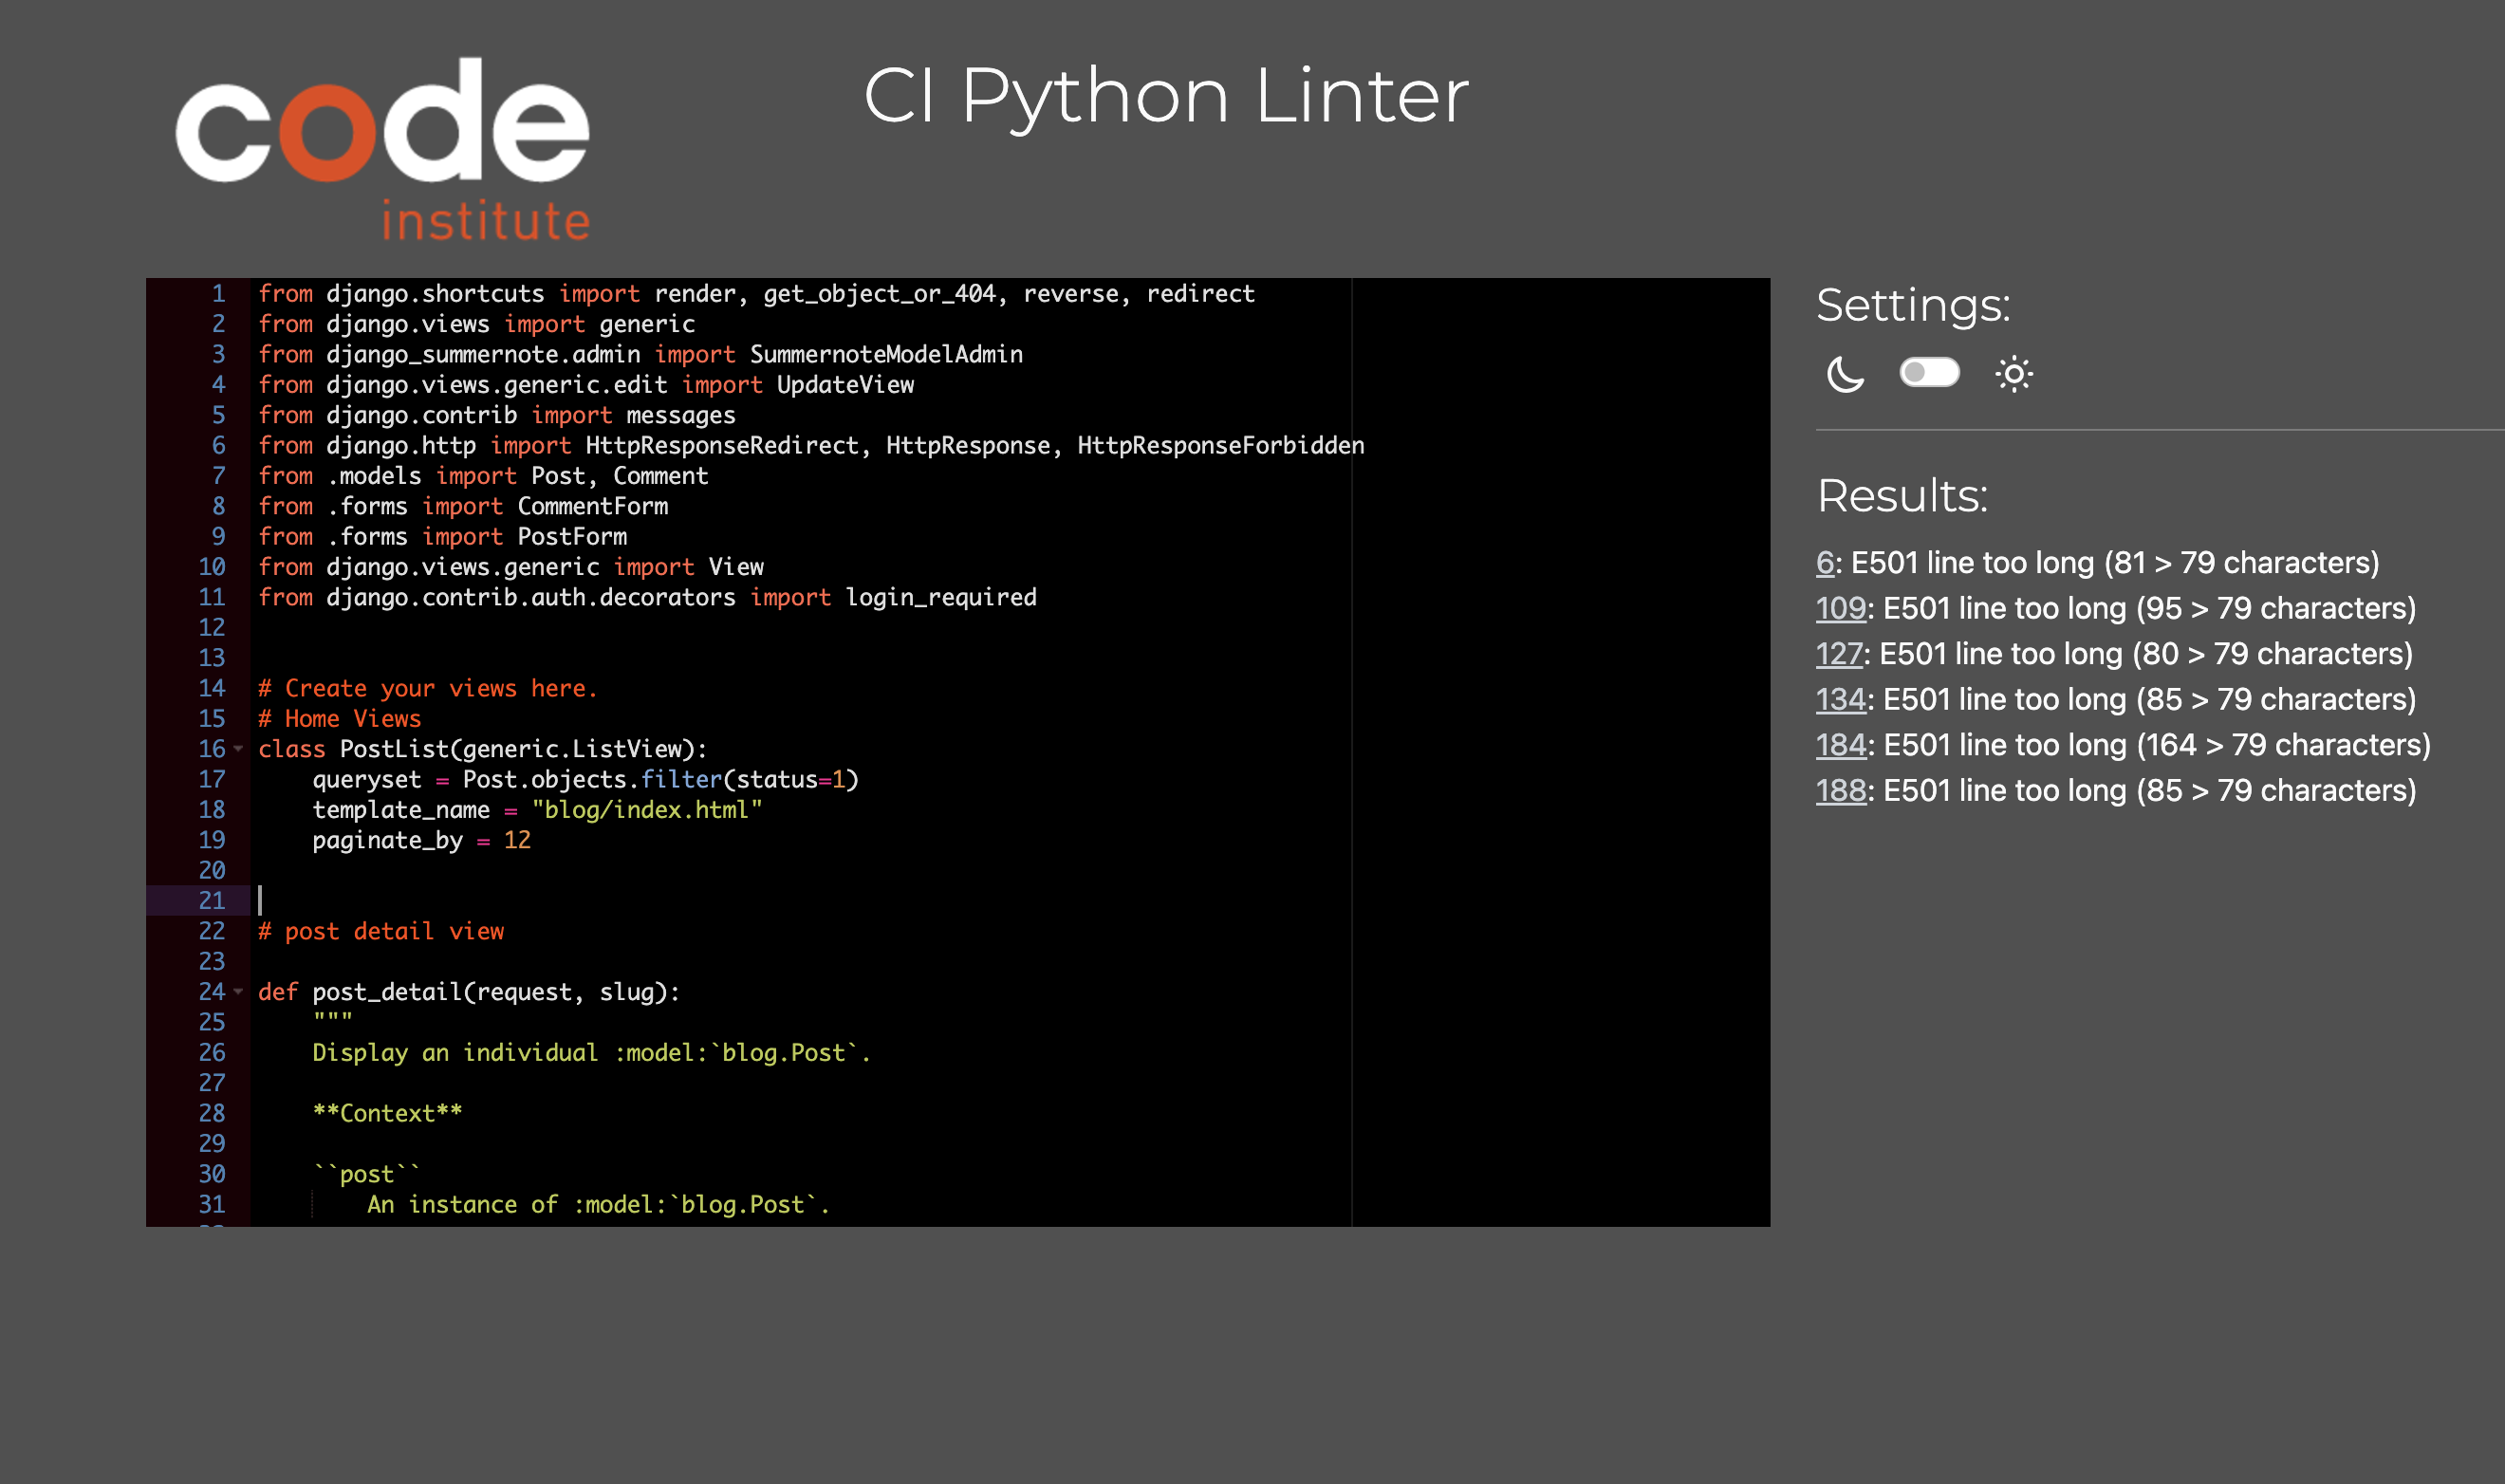 code
institute
CI Python Linter
1 from django.shortcuts import render, get_object_or_404, reverse, redirect
2 from django.views import generic
3 from django_summernote.admin import SummernoteModelAdmin
4 from django.views.generic.edit import UpdateView
5 from django.contrib import messages
6 from django.http import HttpResponseRedirect, HttpResponse, HttpResponseForbidden
7 from .models import Post, Comment
8 from .forms import CommentForm
9 from .forms import PostForm
10 from django.views.generic import View
11 from django.contrib.auth.decorators import login_required
12
13
14 # Create your views here.
15 # Home Views
16 class PostList(generic.ListView):
17     queryset = Post.objects.filter(status=1)
18     template_name = "blog/index.html"
19     paginate_by = 12
20
21
22 # post detail view
23
24 def post_detail(request, slug):
25     """
26     Display an individual :model:`blog.Post`.
27
28     **Context**
29
30     ``post``
31         An instance of :model:`blog.Post`.
Settings:
Results:
6: E501 line too long (81 > 79 characters)
109: E501 line too long (95 > 79 characters)
127: E501 line too long (80 > 79 characters)
134: E501 line too long (85 > 79 characters)
184: E501 line too long (164 > 79 characters)
188: E501 line too long (85 > 79 characters)